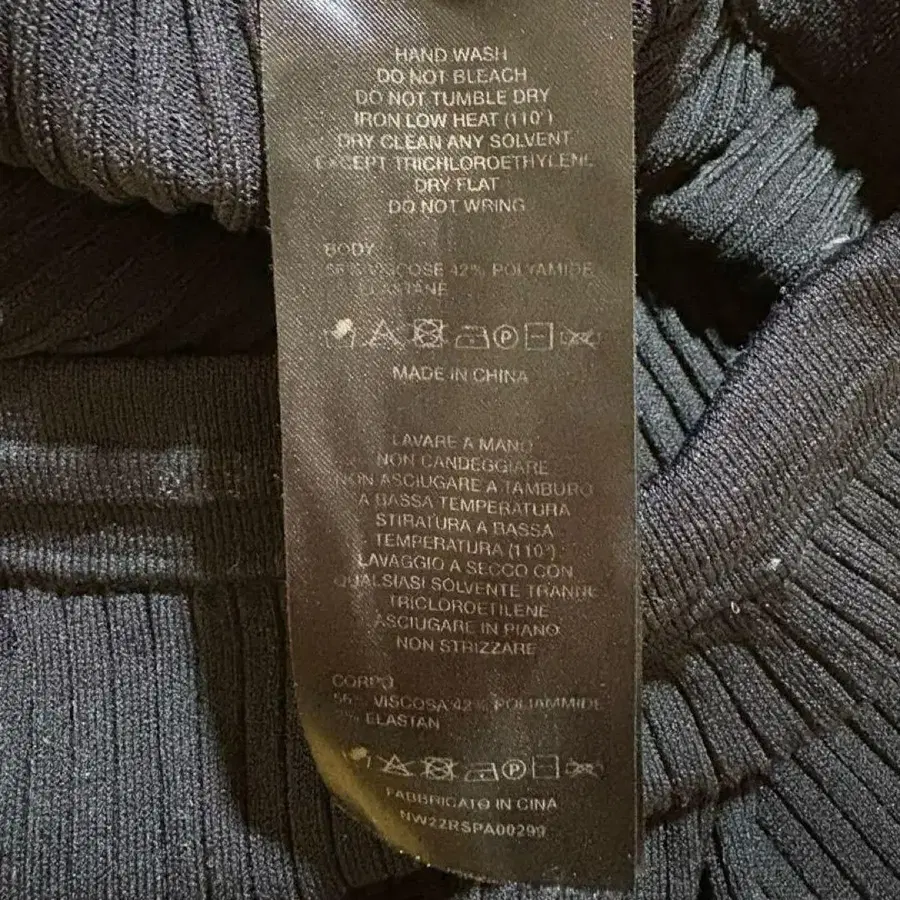 HAND WASH
DO NOT BLEACH
DO NOT TUMBLE DRY
IRON LOW HEAT (110°)
DRY CLEAN ANY SOLVENT
EXCEPT TRICHLOROETHYLENE
DRY FLAT
DO NOT WRING
BODY
56% VISCOSE 42% POLYAMIDE
ELASTANE
P
MADE IN CHINA
LAVARE A MANO
NON CANDEGGIARE
NON ASCIUGARE A TAMBURO
A BASSA TEMPERATURA
STIRATURA A BASSA
TEMPERATURA (110°)
LAVAGGIO A SECCO CON
QUALSIASI SOLVENTE TRANNE
TRICLOROETILENE
ASCIUGARE IN PIANO
NON STRIZZARE
CORPO
56% VISCOSA 42% POLIAMMIDE
ELASTAN
P
FABBRICATO IN CINA
NW22RSPA00299